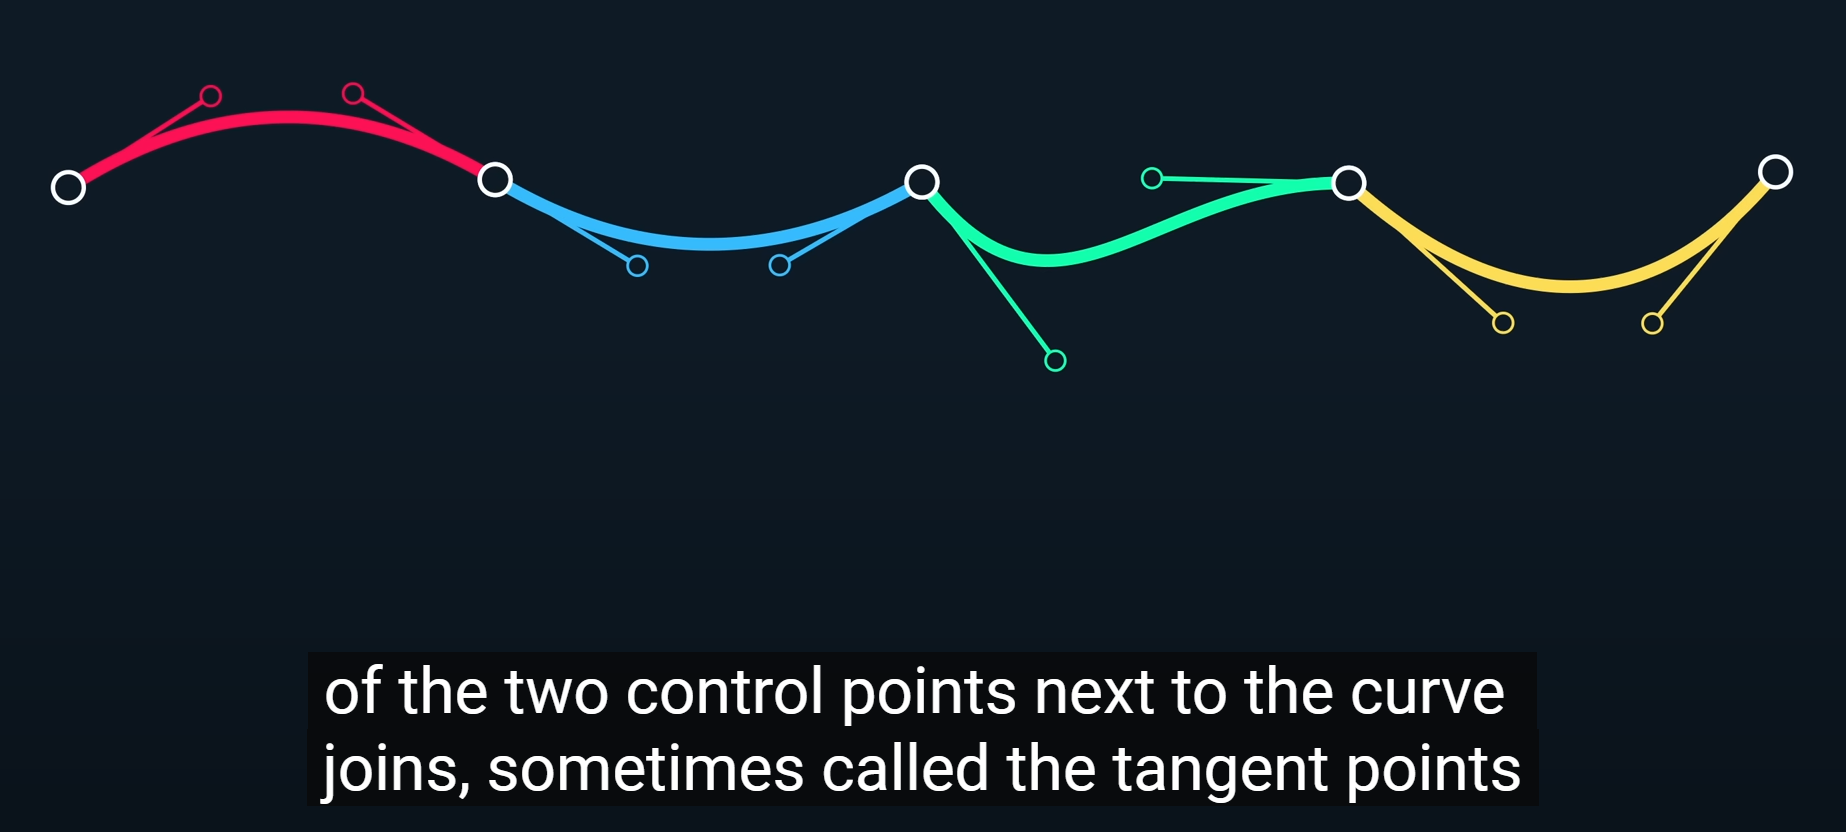 of the two control points next to the curve
joins, sometimes called the tangent points